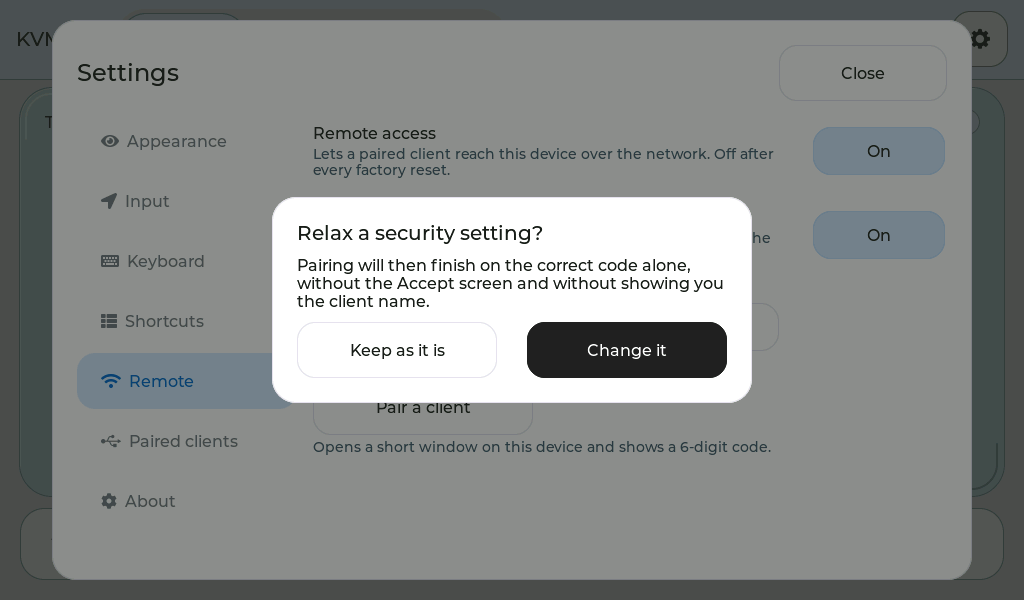 KVM
Settings
Close
Appearance
Input
Keyboard
Shortcuts
Remote
Paired clients
About
Remote access
Lets a paired client reach this device over the network. Off after
every factory reset.
On
he
On
Relax a security setting?
Pairing will then finish on the correct code alone,
without the Accept screen and without showing you
the client name.
Keep as it is
Change it
Pair a client
Opens a short window on this device and shows a 6-digit code.